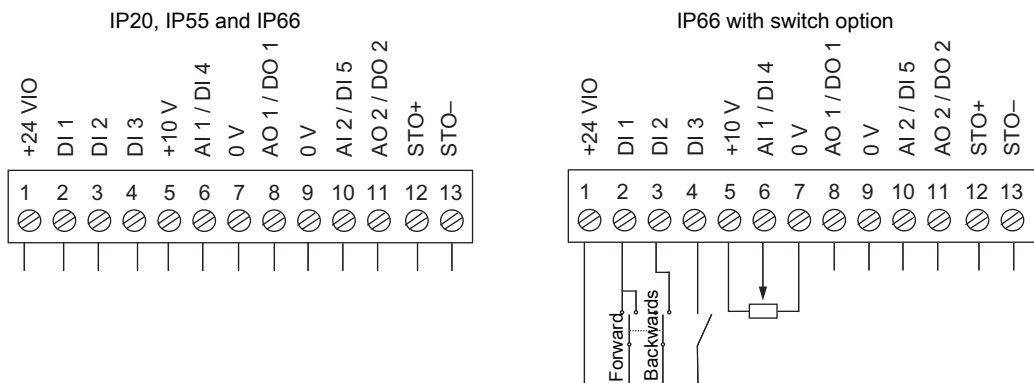 IP20, IP55 and IP66
+24 VIO
DI 1
DI 2
DI 3
+10 V
AI 1 / DI 4
0 V
AO 1 / DO 1
0 V
AI 2 / DI 5
AO 2 / DO 2
STO+
STO–
1 2 3 4 5 6 7 8 9 10 11 12 13
IP66 with switch option
+24 VIO
DI 1
DI 2
DI 3
+10 V
AI 1 / DI 4
0 V
AO 1 / DO 1
0 V
AI 2 / DI 5
AO 2 / DO 2
STO+
STO–
1 2 3 4 5 6 7 8 9 10 11 12 13
Forward
Backwards